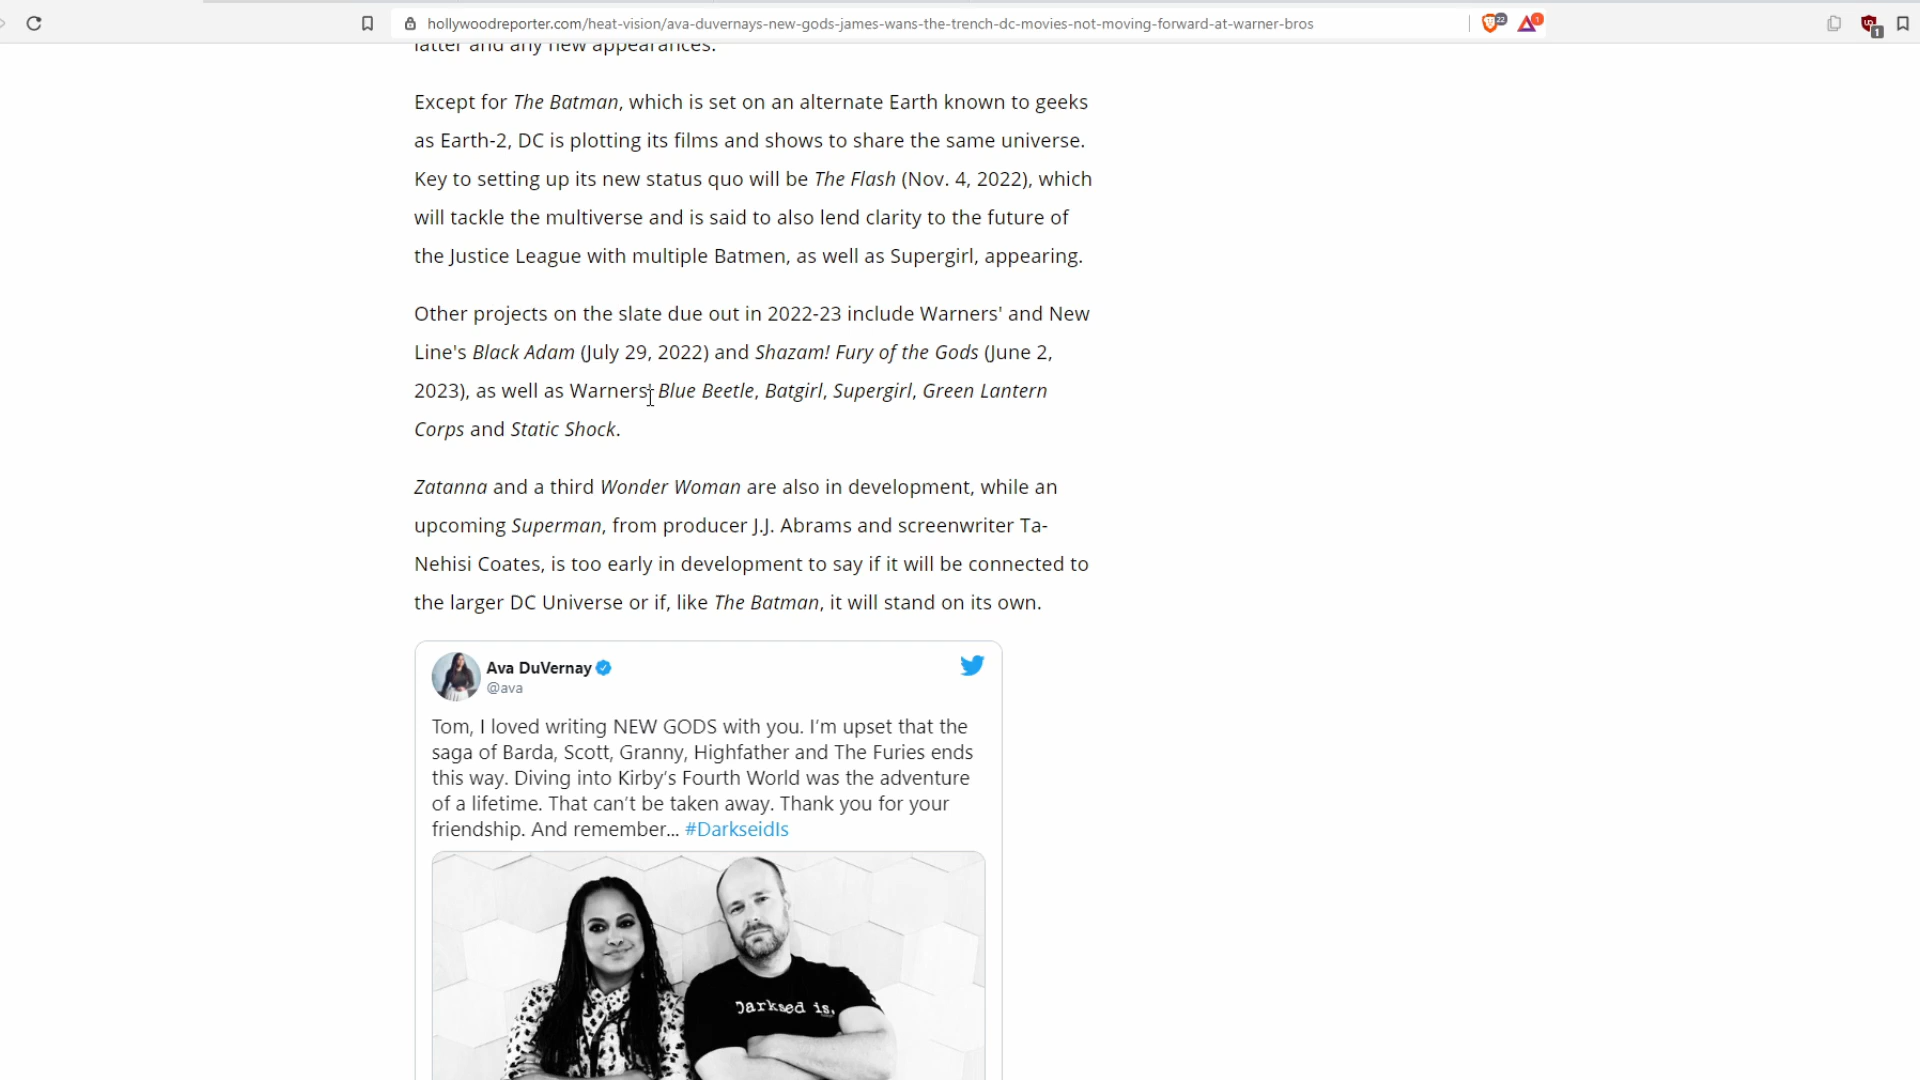 hollywoodreporter.com/heat-vision/ava-duvernays-new-gods-james-wans-the-trench-dc-movies-not-moving-forward-at-warner-bros
22
1
1
latter and any new appearances.
Except for The Batman, which is set on an alternate Earth known to geeks
as Earth-2, DC is plotting its films and shows to share the same universe.
Key to setting up its new status quo will be The Flash (Nov. 4, 2022), which
will tackle the multiverse and is said to also lend clarity to the future of
the Justice League with multiple Batmen, as well as Supergirl, appearing.
Other projects on the slate due out in 2022-23 include Warners' and New
Line's Black Adam (July 29, 2022) and Shazam! Fury of the Gods (June 2,
2023), as well as Warners' Blue Beetle, Batgirl, Supergirl, Green Lantern
Corps and Static Shock.
Zatanna and a third Wonder Woman are also in development, while an
upcoming Superman, from producer J.J. Abrams and screenwriter Ta-
Nehisi Coates, is too early in development to say if it will be connected to
the larger DC Universe or if, like The Batman, it will stand on its own.
Ava DuVernay
@ava
Tom, I loved writing NEW GODS with you. I'm upset that the
saga of Barda, Scott, Granny, Highfather and The Furies ends
this way. Diving into Kirby's Fourth World was the adventure
of a lifetime. That can't be taken away. Thank you for your
friendship. And remember... #DarkseidIs
Darkseid is.